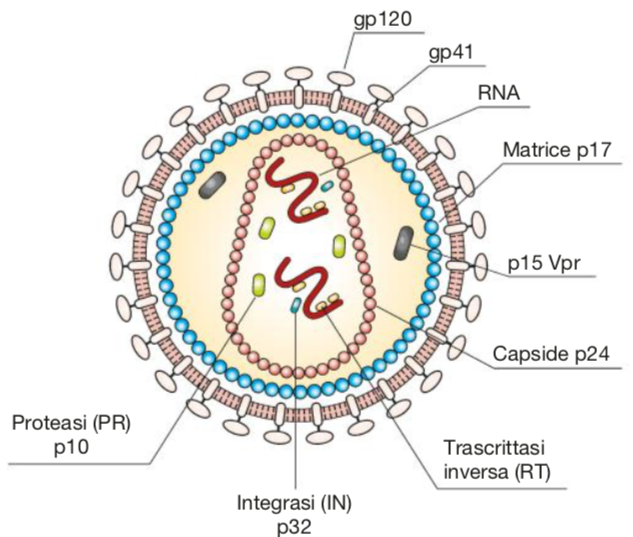 gp120
gp41
RNA
Matrice p17
p15 Vpr
Capside p24
Proteasi (PR)
p10
Trascrittasi
inversa (RT)
Integrasi (IN)
p32